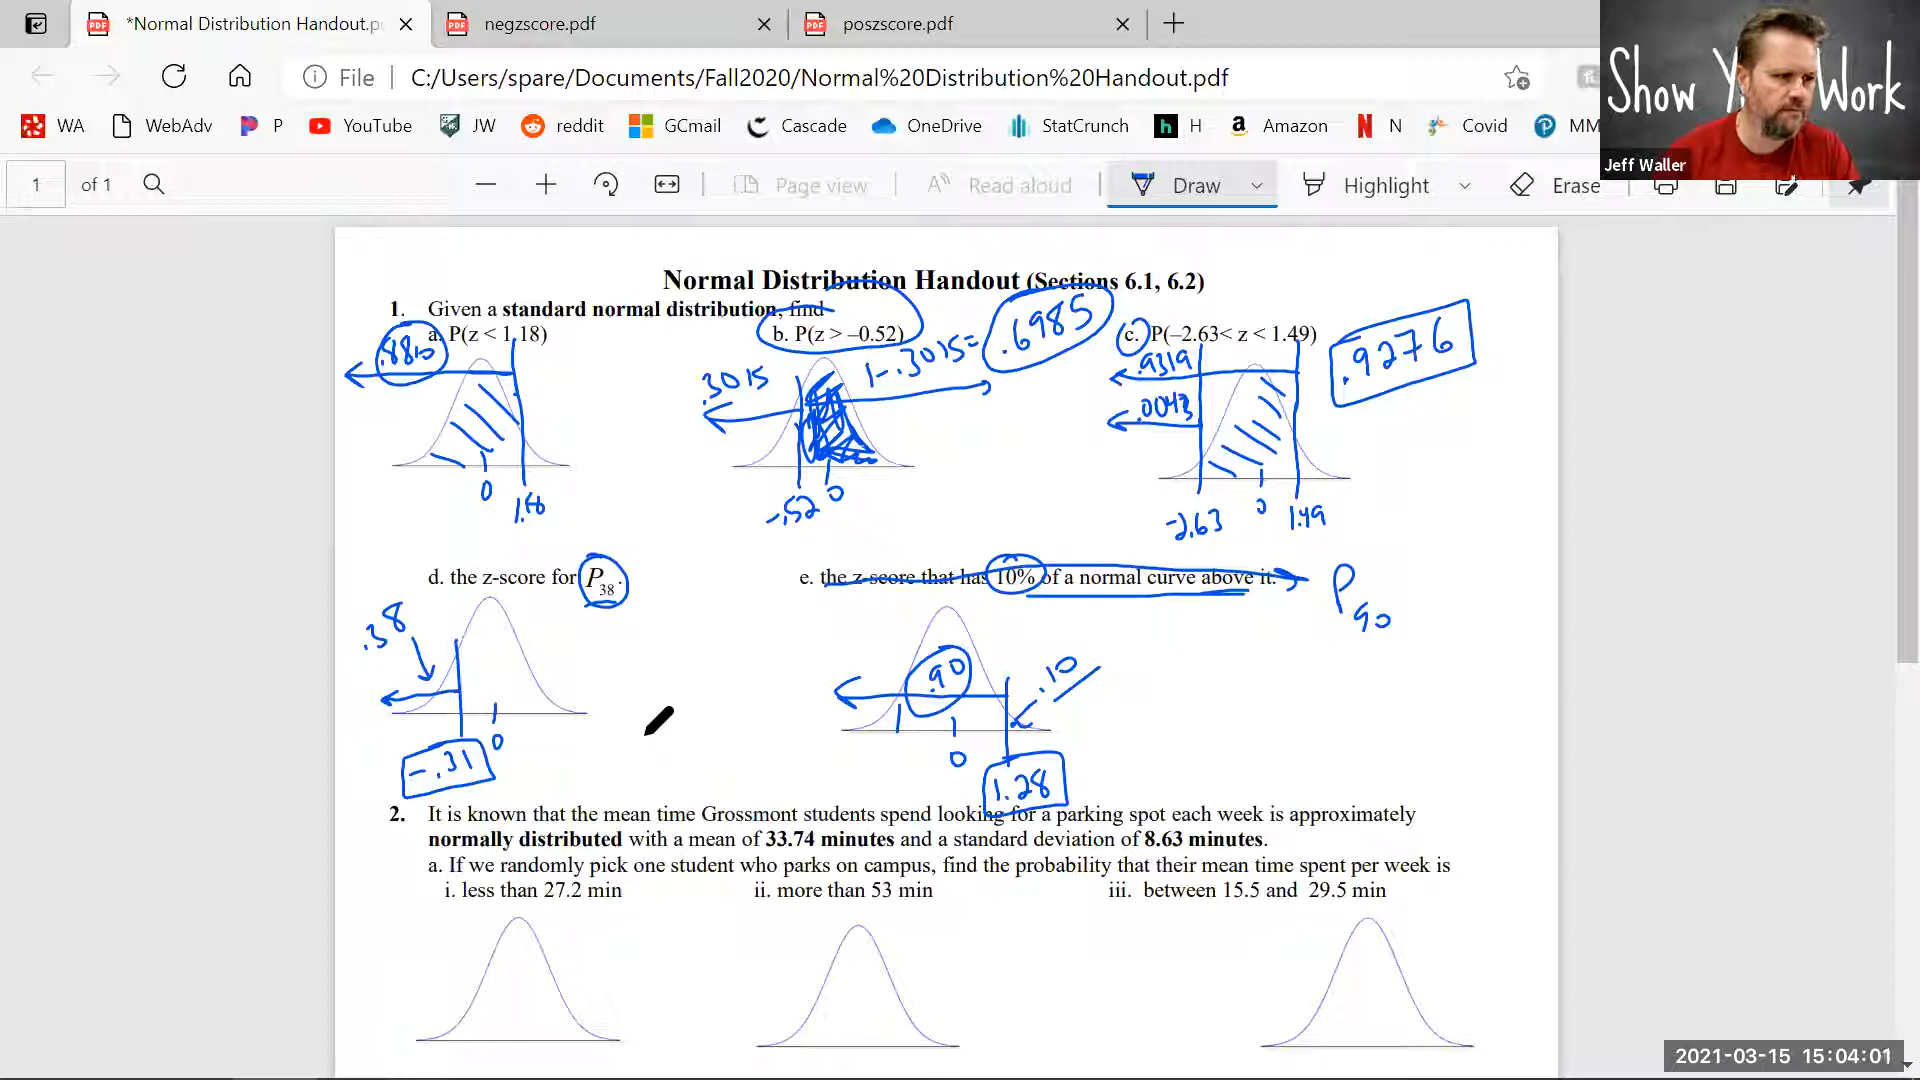 *Normal Distribution Handout.p
negzscore.pdf
poszscore.pdf
File
C:/Users/spare/Documents/Fall2020/Normal%20Distribution%20Handout.pdf
WA
WebAdv
P
YouTube
JW
reddit
GCmail
Cascade
OneDrive
StatCrunch
H
Amazon
N
Covid
MM
Show Work
Jeff Waller
1 of 1
Page view
Read aloud
Draw
Highlight
Erase
Normal Distribution Handout (Sections 6.1, 6.2)
1. Given a standard normal distribution, find
a. P(z < 1.18)
b. P(z > –0.52)
c. P(–2.63< z < 1.49)
.8810
.3015
1-.3015=
.6985
.9319
.0043
.9276
0
1.18
-.52
0
-2.63
0
1.49
d. the z-score for P38.
e. the z-score that has 10% of a normal curve above it.
P90
.38
0
-.31
.90
.10
0
1.28
2. It is known that the mean time Grossmont students spend looking for a parking spot each week is approximately
normally distributed with a mean of 33.74 minutes and a standard deviation of 8.63 minutes.
a. If we randomly pick one student who parks on campus, find the probability that their mean time spent per week is
i. less than 27.2 min
ii. more than 53 min
iii. between 15.5 and 29.5 min
2021-03-15 15:04:01